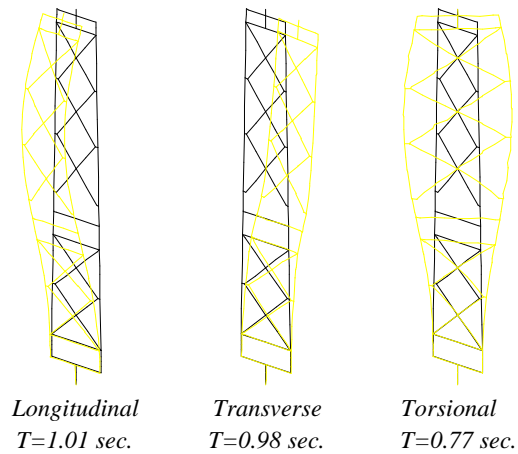 Longitudinal Transverse Torsional
T=1.01 sec. T=0.98 sec. T=0.77 sec.